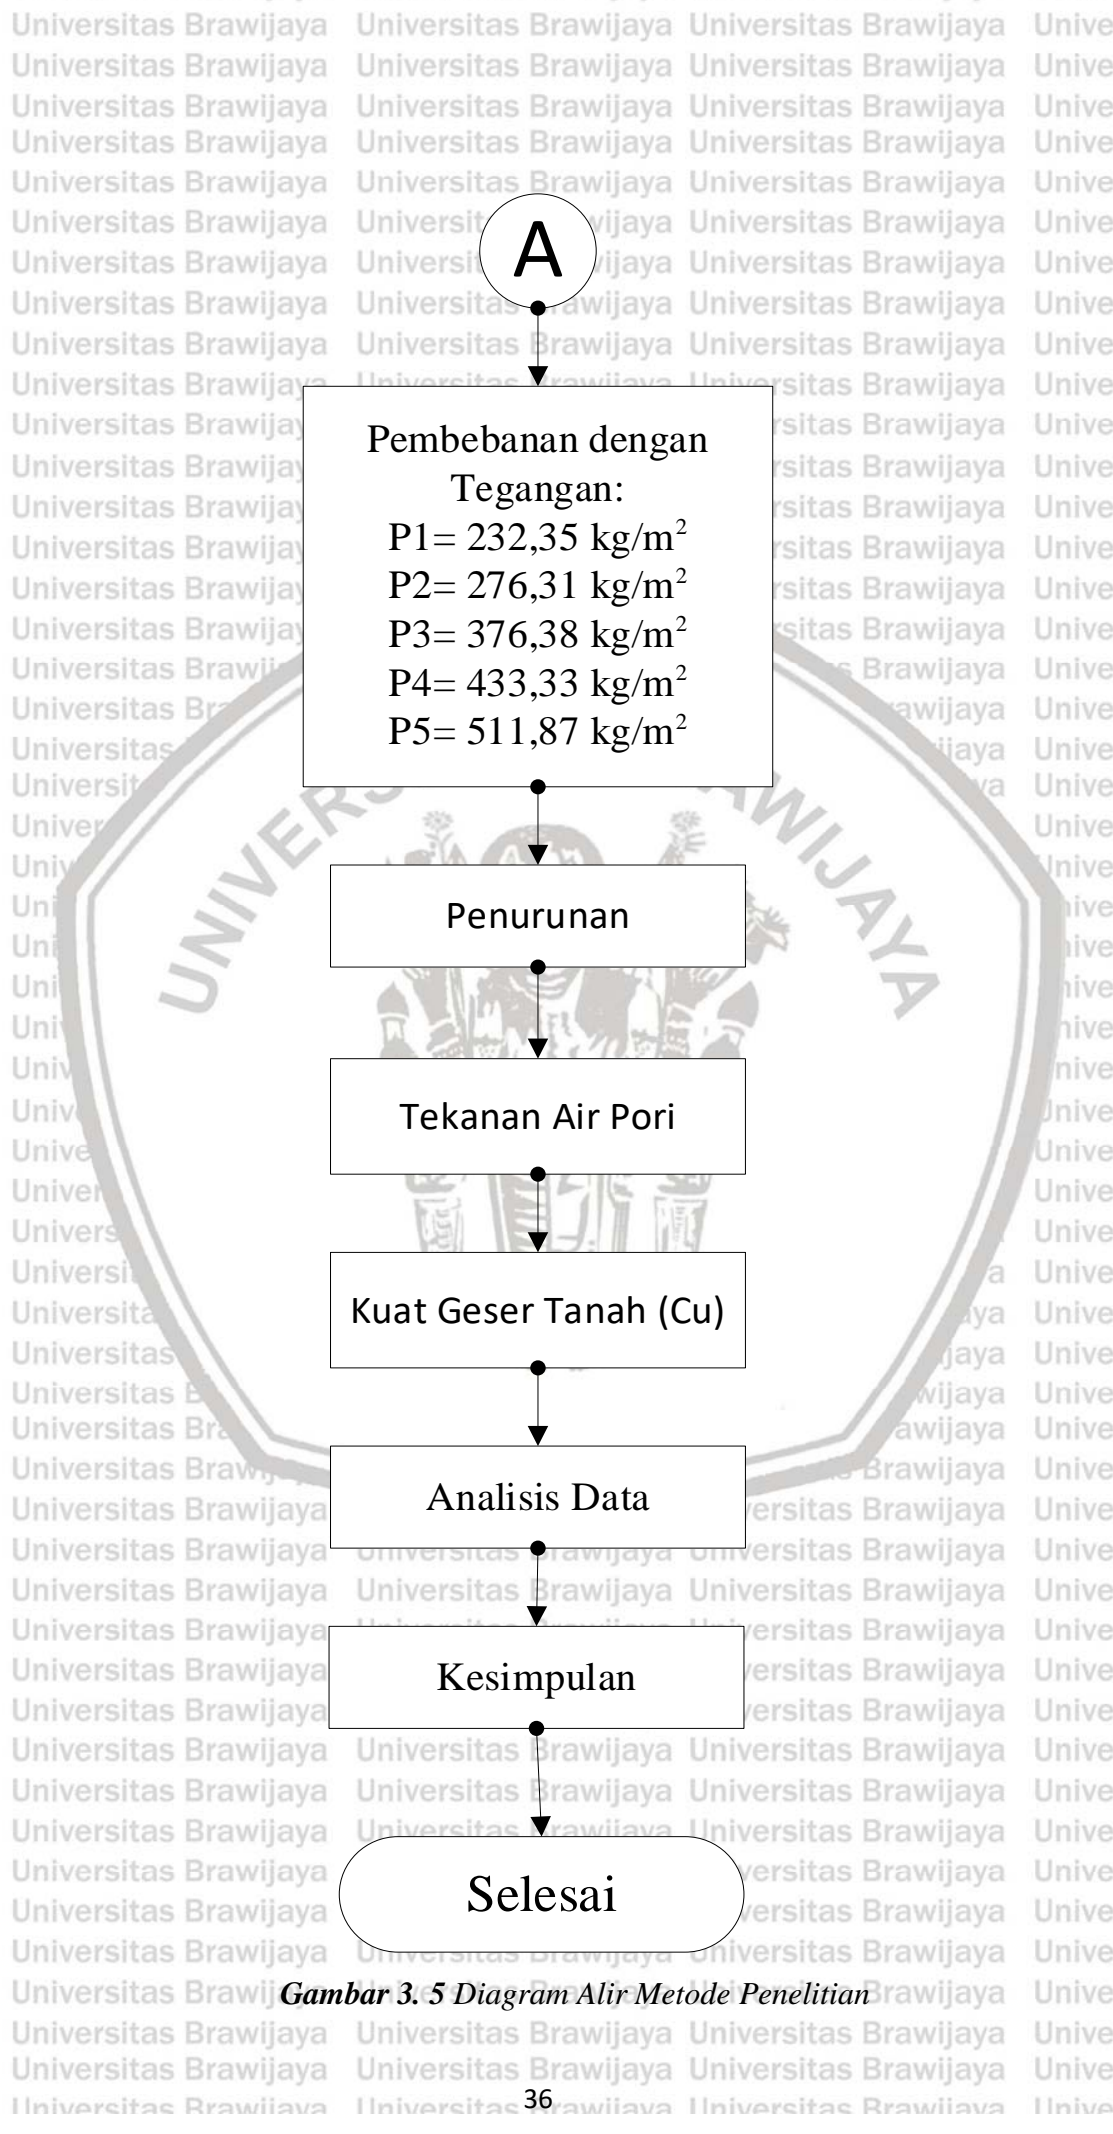 A
Pembebanan dengan
Tegangan:
P1= 232,35 kg/m²
P2= 276,31 kg/m²
P3= 376,38 kg/m²
P4= 433,33 kg/m²
P5= 511,87 kg/m²
Penurunan
Tekanan Air Pori
Kuat Geser Tanah (Cu)
Analisis Data
Kesimpulan
Selesai
Gambar 3. 5 Diagram Alir Metode Penelitian
36